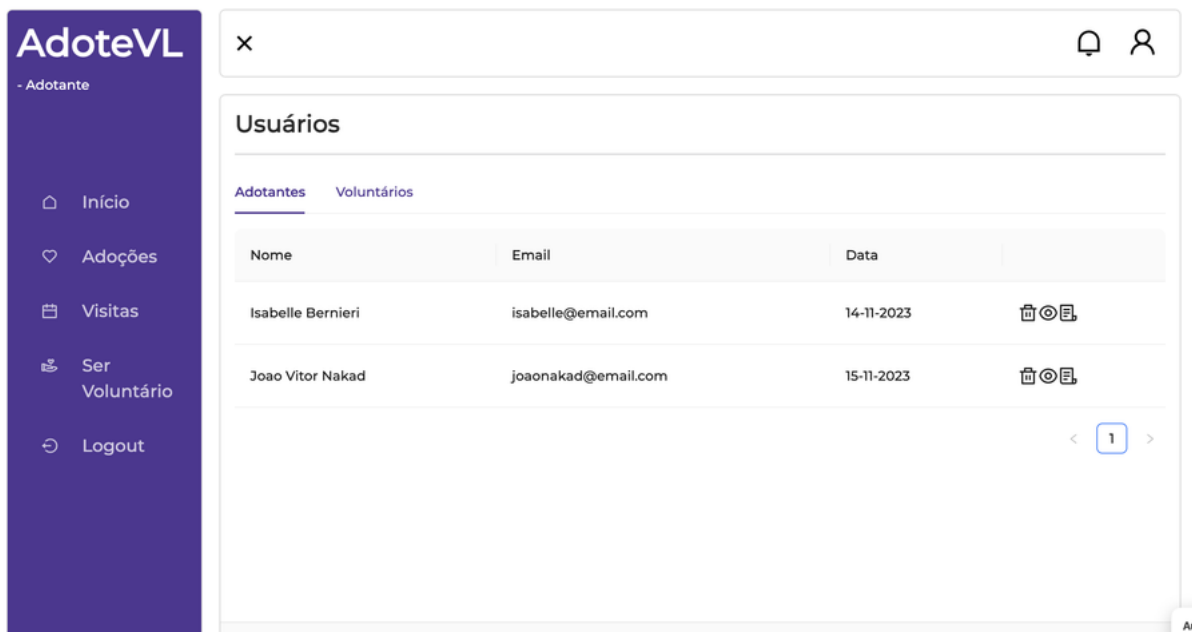 AdoteVL
- Adotante
Início
Adoções
Visitas
Ser
Voluntário
Logout
Usuários
Adotantes Voluntários
Nome Email Data
Isabelle Bernieri isabelle@email.com 14-11-2023
Joao Vitor Nakad joaonakad@email.com 15-11-2023
< 1 >